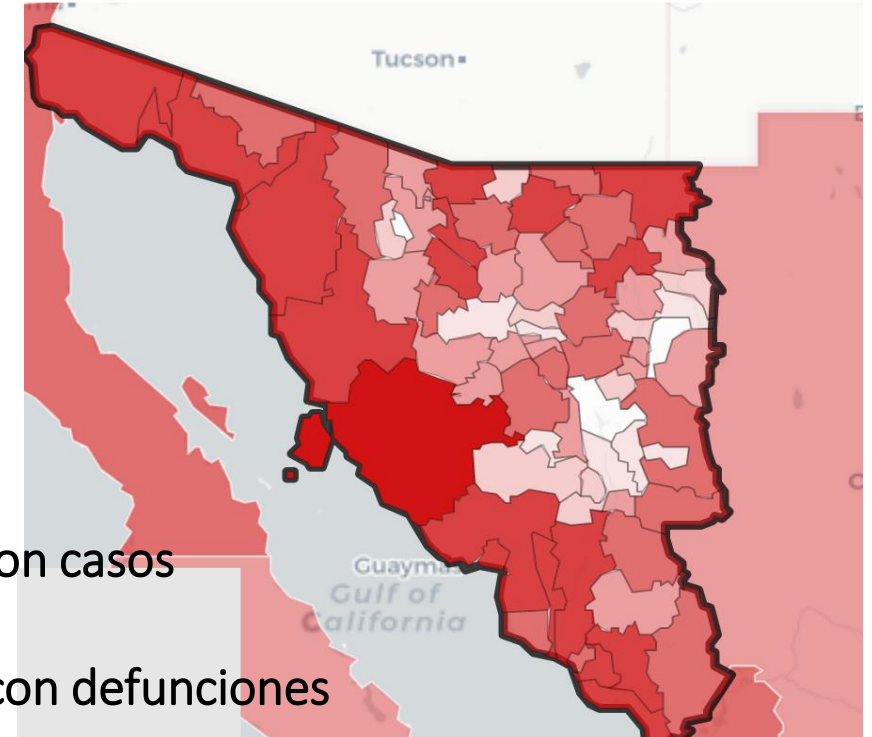 Tucson
on casos
Guaymas
Gulf of
California
con defunciones